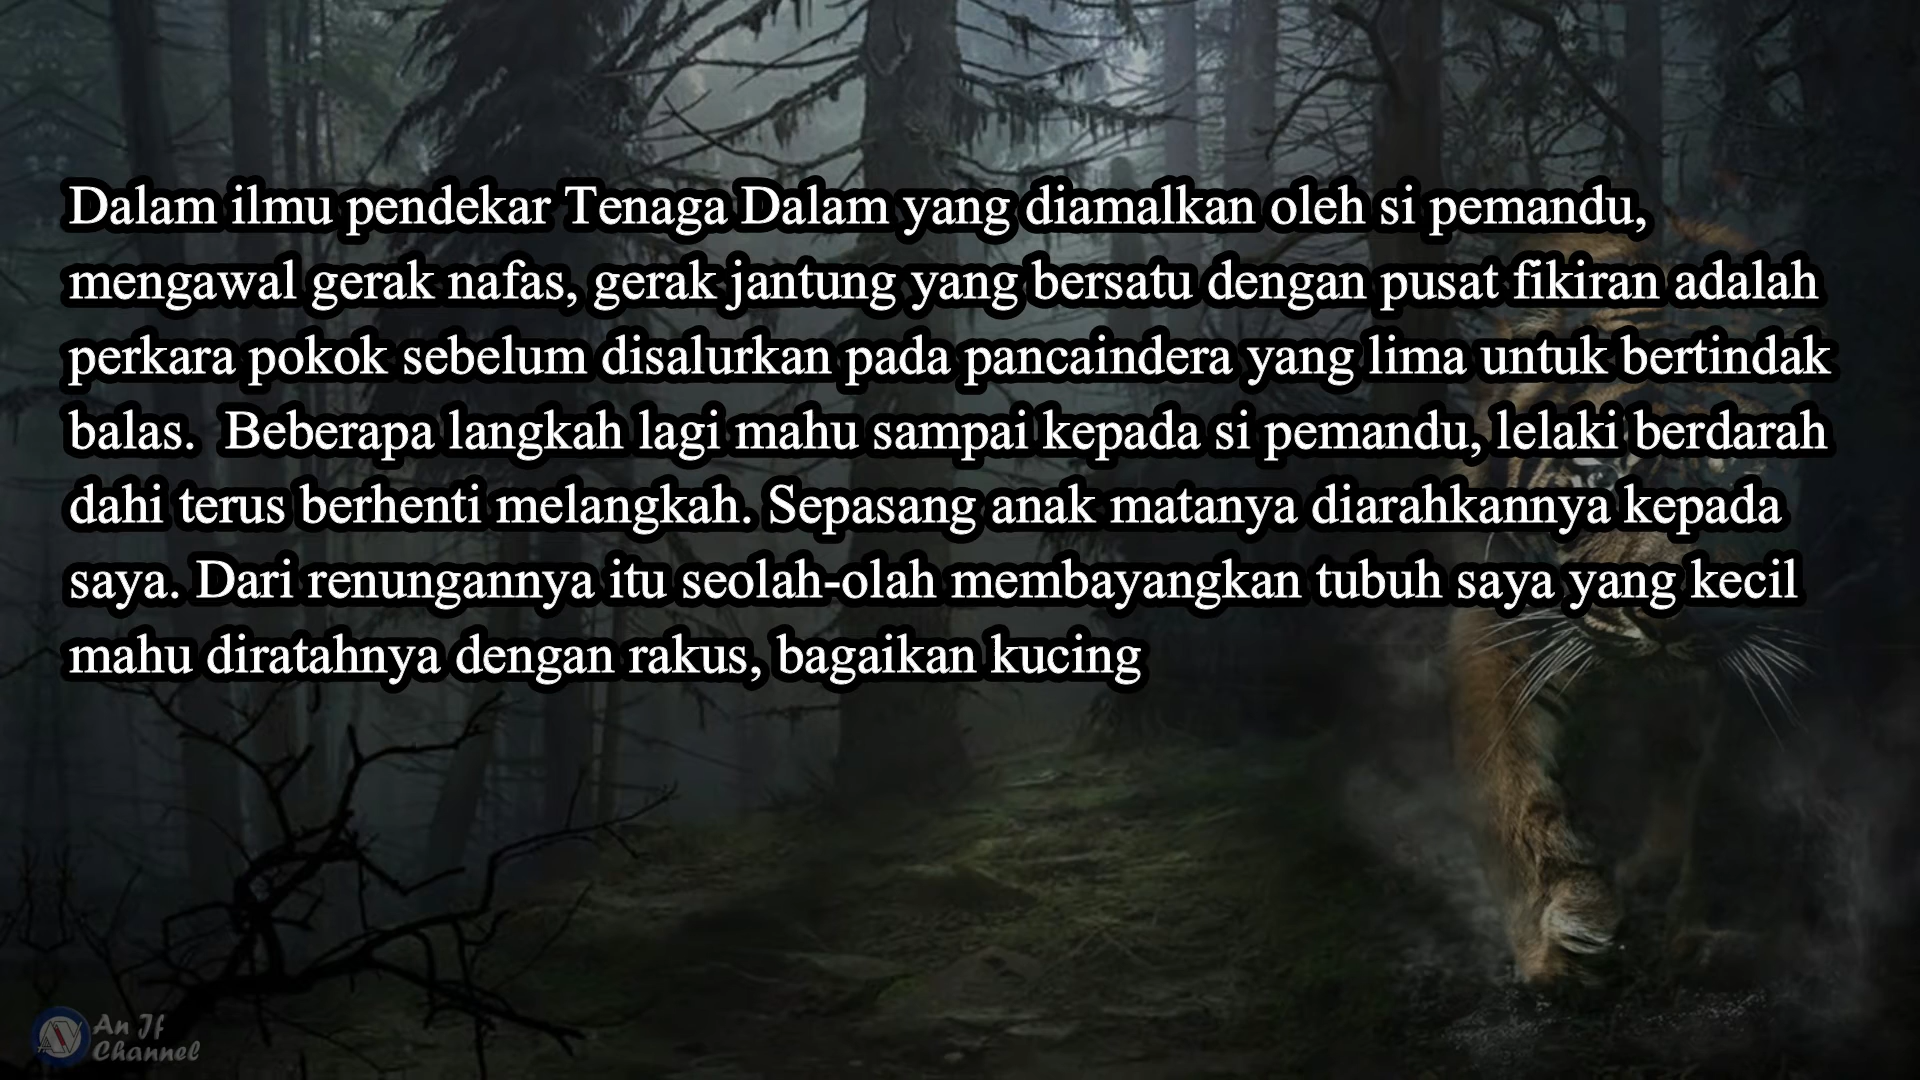 Dalam ilmu pendekar Tenaga Dalam yang diamalkan oleh si pemandu,
mengawal gerak nafas, gerak jantung yang bersatu dengan pusat fikiran adalah
perkara pokok sebelum disalurkan pada pancaindera yang lima untuk bertindak
balas.  Beberapa langkah lagi mahu sampai kepada si pemandu, lelaki berdarah
dahi terus berhenti melangkah. Sepasang anak matanya diarahkannya kepada
saya. Dari renungannya itu seolah-olah membayangkan tubuh saya yang kecil
mahu diratahnya dengan rakus, bagaikan kucing
An Jf
Channel